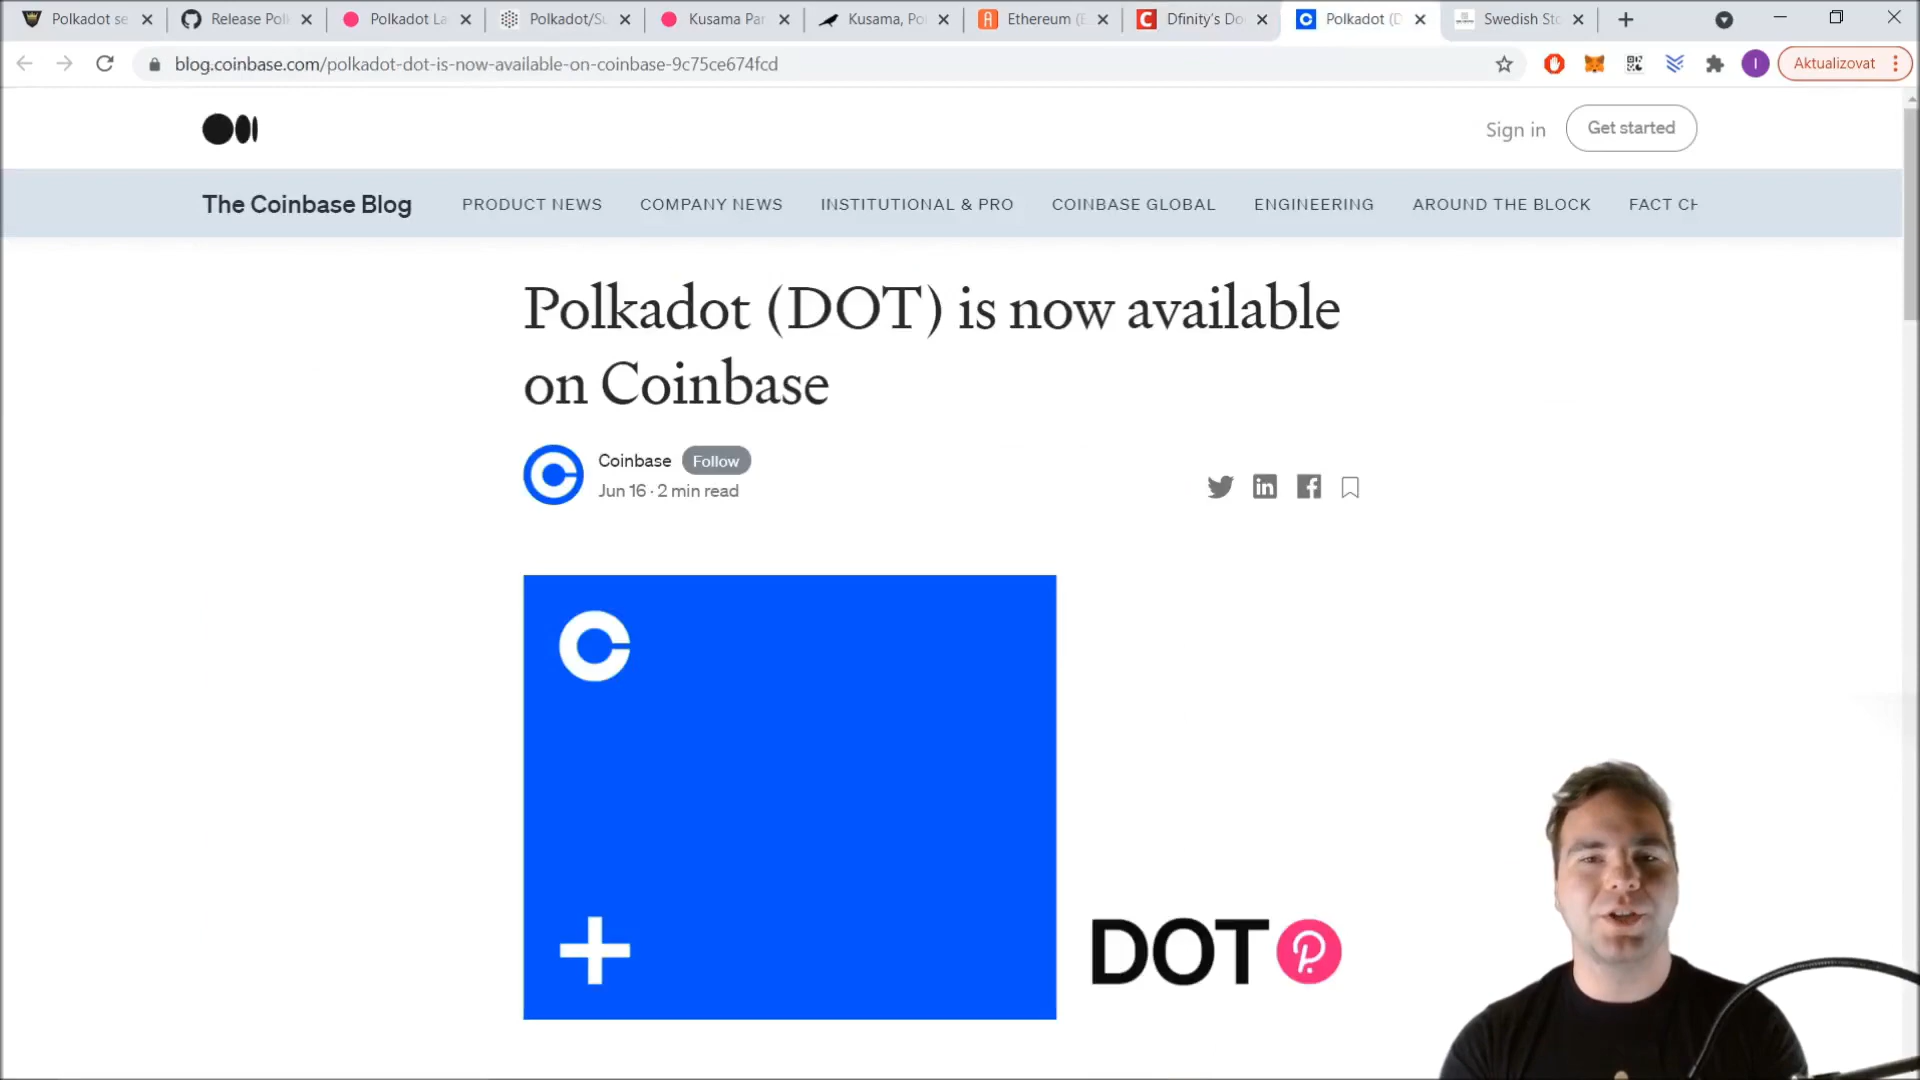 Polkadot se
Release Polk
Polkadot La
Polkadot/Su
Kusama Par
Kusama, Pol
Ethereum (E
Dfinity's Do
Polkadot (D
Swedish Sto
blog.coinbase.com/polkadot-dot-is-now-available-on-coinbase-9c75ce674fcd
I
Aktualizovat
Sign in
Get started
The Coinbase Blog
PRODUCT NEWS
COMPANY NEWS
INSTITUTIONAL & PRO
COINBASE GLOBAL
ENGINEERING
AROUND THE BLOCK
FACT CH
Polkadot (DOT) is now available
on Coinbase
Coinbase
Follow
Jun 16 · 2 min read
DOT